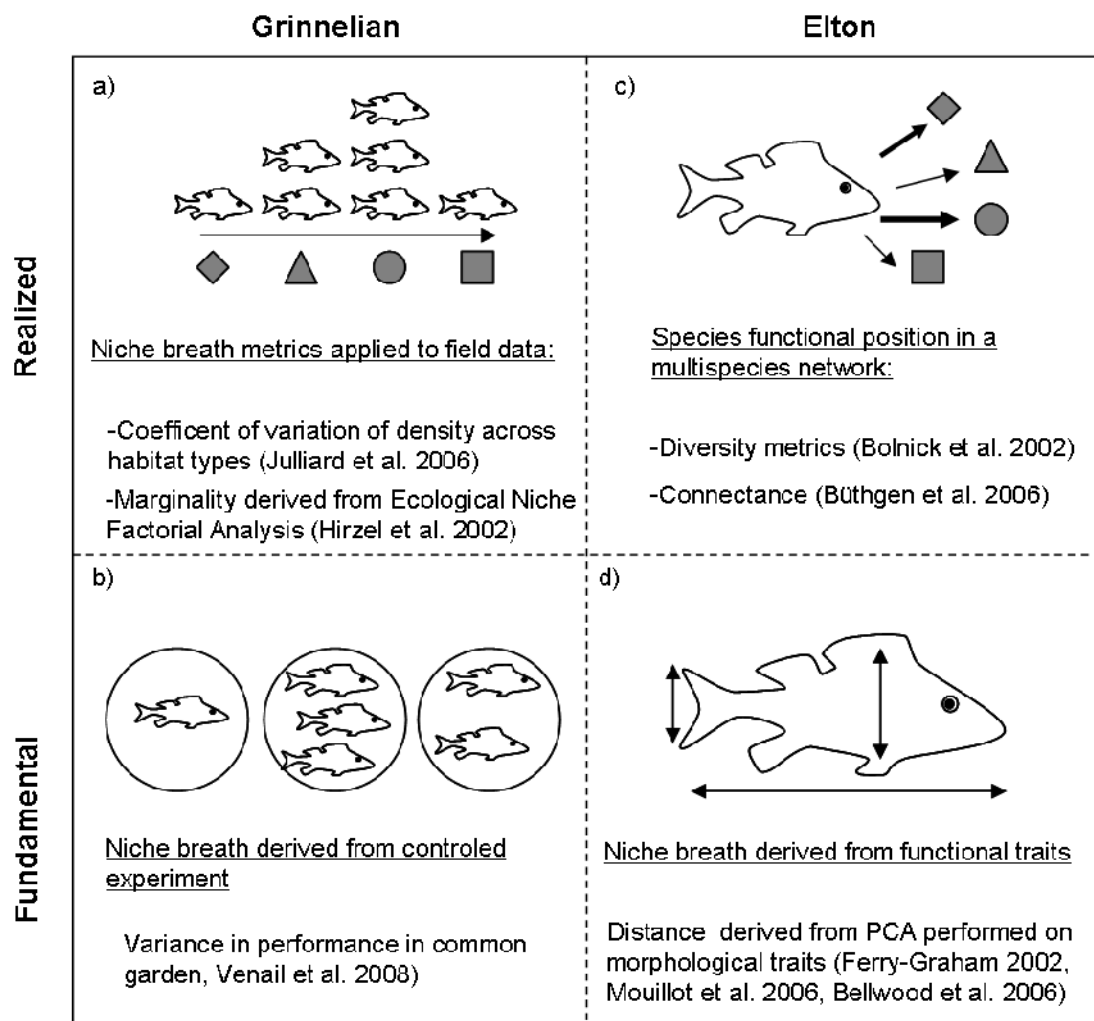 Grinnelian
Elton
Realized
a)
Niche breath metrics applied to field data:
-Coefficent of variation of density across
habitat types (Julliard et al. 2006)
-Marginality derived from Ecological Niche
Factorial Analysis (Hirzel et al. 2002)
c)
Species functional position in a
multispecies network:
-Diversity metrics (Bolnick et al. 2002)
-Connectance (Büthgen et al. 2006)
Fundamental
b)
Niche breath derived from controled
experiment
Variance in performance in common
garden, Venail et al. 2008)
d)
Niche breath derived from functional traits
Distance derived from PCA performed on
morphological traits (Ferry-Graham 2002,
Mouillot et al. 2006, Bellwood et al. 2006)